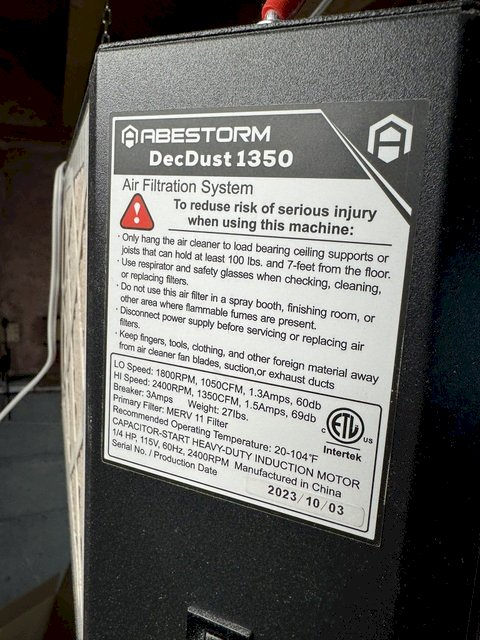 ABESTORM
DecDust 1350
Air Filtration System
To reduse risk of serious injury
when using this machine:
· Only hang the air cleaner to load bearing ceiling supports or
joists that can hold at least 100 lbs. and 7-feet from the floor.
· Use respirator and safety glasses when checking, cleaning,
or replacing filters.
· Do not use this air filter in a spray booth, finishing room, or
other area where flammable fumes are present.
· Disconnect power supply before servicing or replacing air
filters.
· Keep fingers, tools, clothing, and other foreign material away
from air cleaner fan blades, suction,or exhaust ducts
LO Speed: 1800RPM, 1050CFM, 1.3Amps, 60db
HI Speed: 2400RPM, 1350CFM, 1.5Amps, 69db
Breaker: 3Amps Weight: 27lbs.
Primary Filter: MERV 11 Filter
Recommended Operating Temperature: 20-104°F
CAPACITOR-START HEAVY-DUTY INDUCTION MOTOR
1/4 HP, 115V, 60Hz, 2400RPM Manufactured in China
Serial No. / Production Date
2023/10/03
ETL
c us
Intertek